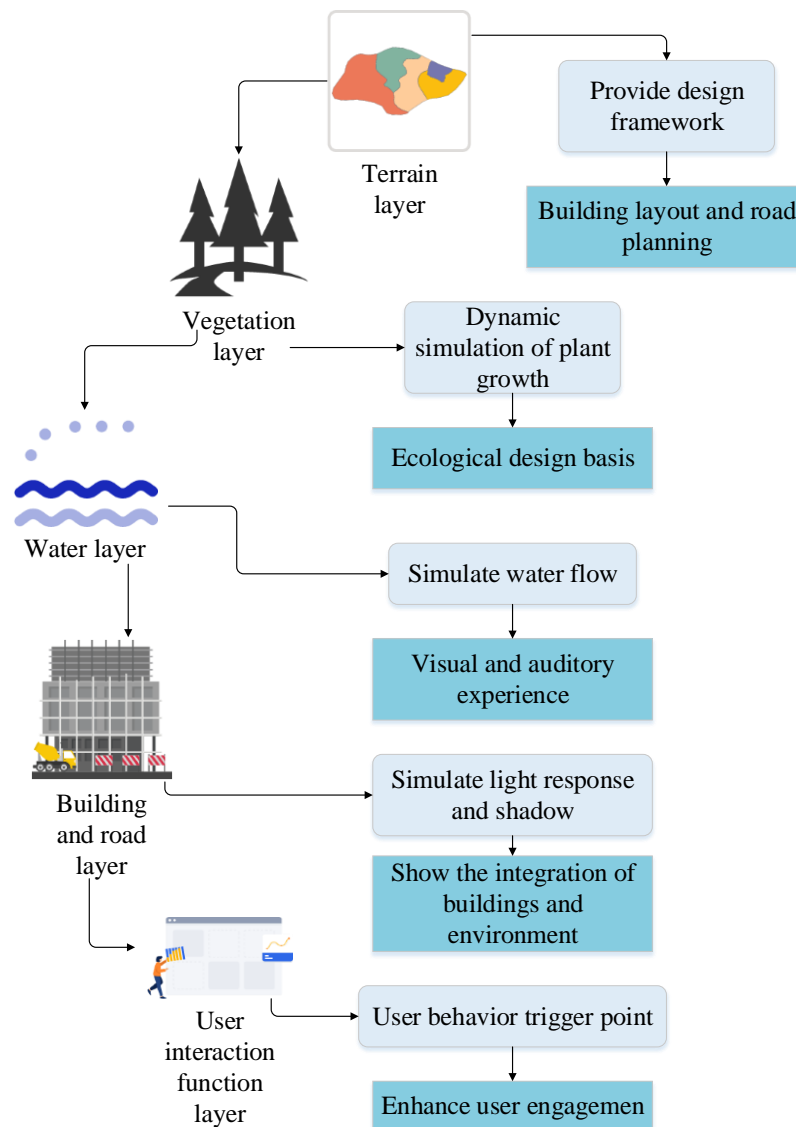 Provide design
framework
Terrain
layer
Building layout and road
planning
Vegetation
layer
Dynamic
simulation of plant
growth
Ecological design basis
Water layer
Simulate water flow
Visual and auditory
experience
Building
and road
layer
Simulate light response
and shadow
Show the integration of
buildings and
environment
User
interaction
function
layer
User behavior trigger point
Enhance user engagemen